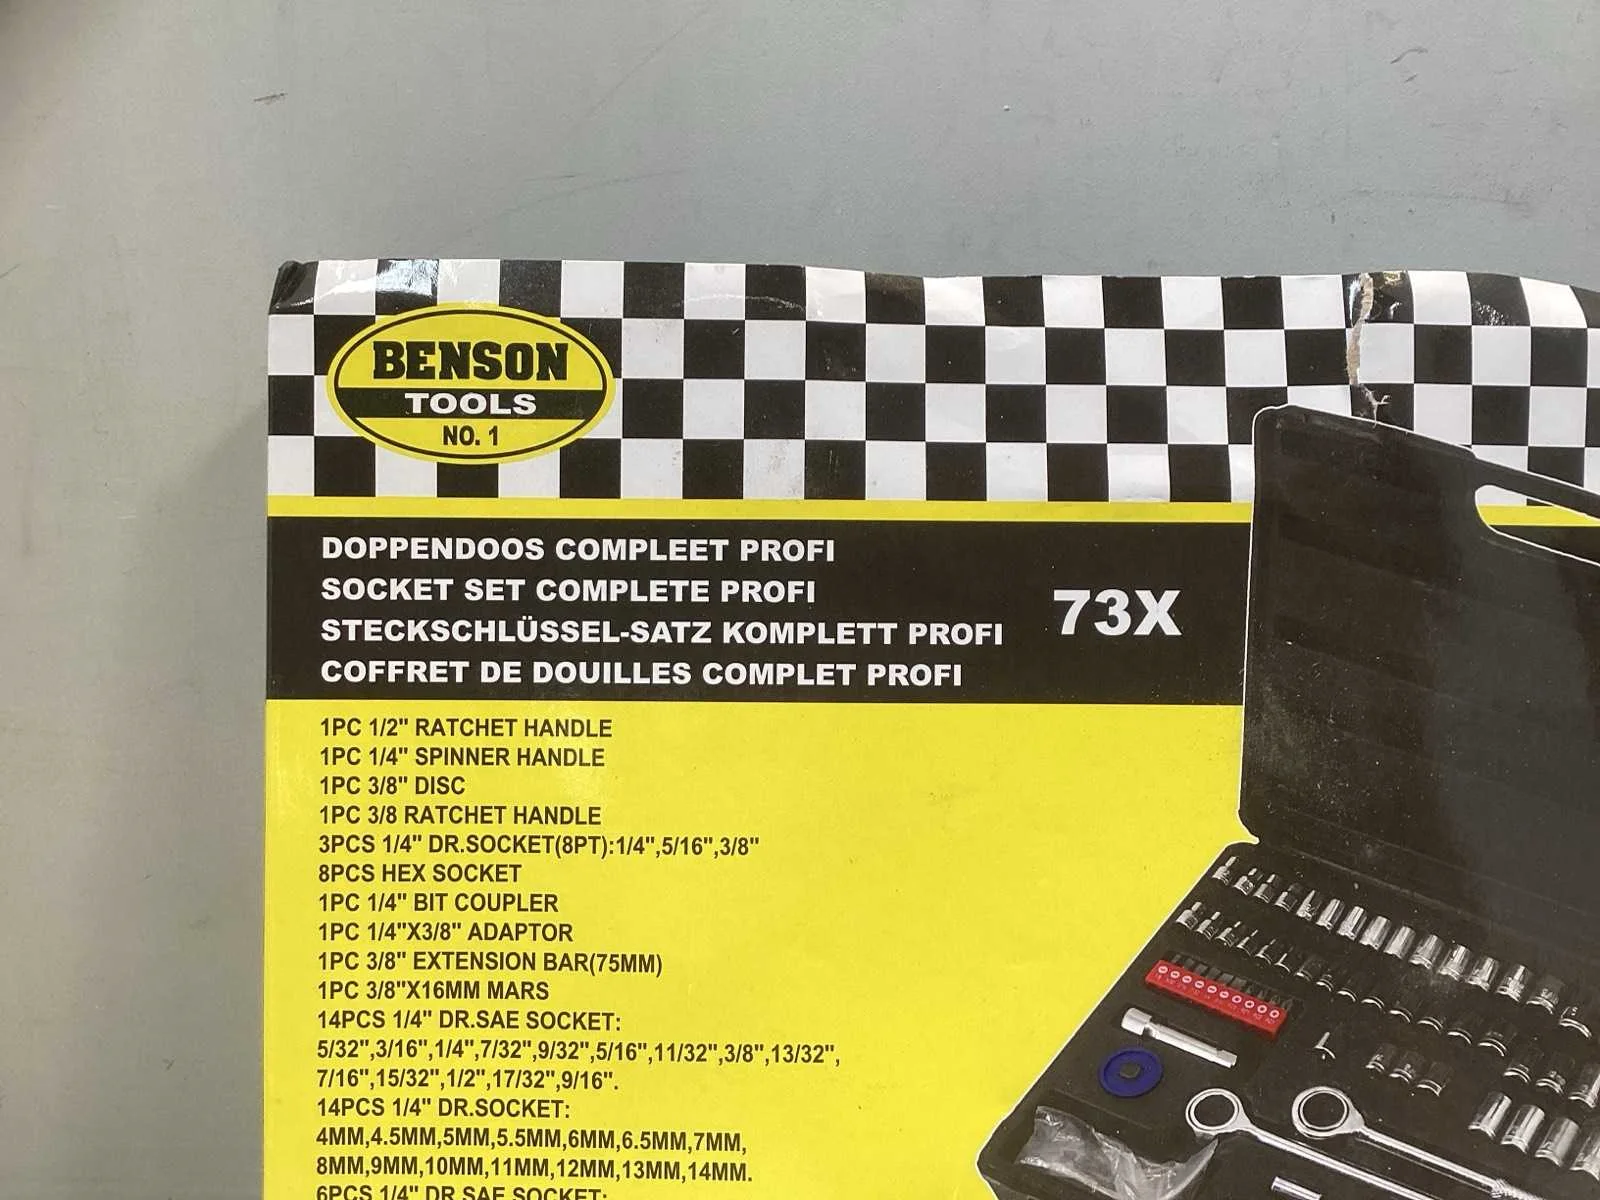 BENSON
TOOLS
NO. 1
DOPPENDOOS COMPLEET PROFI
SOCKET SET COMPLETE PROFI
STECKSCHLÜSSEL-SATZ KOMPLETT PROFI
COFFRET DE DOUILLES COMPLET PROFI
73X
1PC 1/2" RATCHET HANDLE
1PC 1/4" SPINNER HANDLE
1PC 3/8" DISC
1PC 3/8 RATCHET HANDLE
3PCS 1/4" DR.SOCKET(8PT):1/4",5/16",3/8"
8PCS HEX SOCKET
1PC 1/4" BIT COUPLER
1PC 1/4"X3/8" ADAPTOR
1PC 3/8" EXTENSION BAR(75MM)
1PC 3/8"X16MM MARS
14PCS 1/4" DR.SAE SOCKET:
5/32",3/16",1/4",7/32",9/32",5/16",11/32",3/8",13/32",
7/16",15/32",1/2",17/32",9/16".
14PCS 1/4" DR.SOCKET:
4MM,4.5MM,5MM,5.5MM,6MM,6.5MM,7MM,
8MM,9MM,10MM,11MM,12MM,13MM,14MM.
6PCS 1/4" DR.SAE SOCKET: